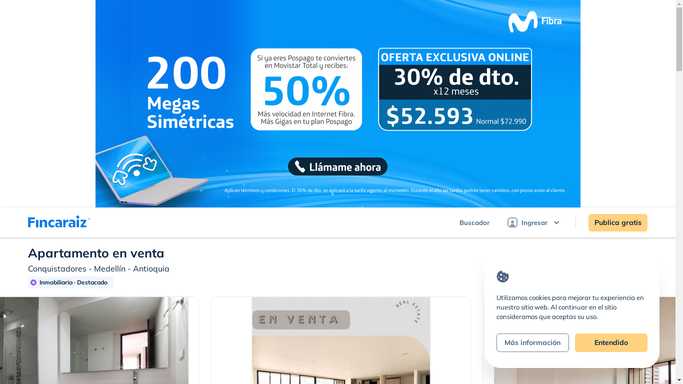 Fibra
200
Megas
Simétricas
Si ya eres Pospago te conviertes
en Movistar Total y recibes.
50%
Más velocidad en Internet Fibra.
Más Gigas en tu plan Pospago
OFERTA EXCLUSIVA ONLINE
30% de dto.
x12 meses
$52.593 Normal $72.990
Llámame ahora
Fincaraiz
Buscador
Ingresar
Publica gratis
Apartamento en venta
Conquistadores - Medellín - Antioquia
Inmobiliaria - Destacado
EN VENTA
REAL ESTATE
Utilizamos cookies para mejorar tu experiencia en
nuestro sitio web. Al continuar en el sitio
consideramos que aceptas su uso.
Más información
Entendido